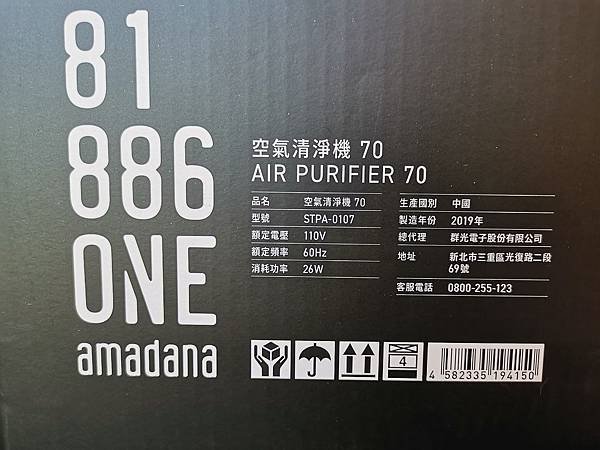 81
886
ONE
amadana
空氣清淨機 70
AIR PURIFIER 70
品名 空氣清淨機 70
型號 STPA-0107
額定電壓 110V
額定頻率 60Hz
消耗功率 26W
生產國別 中國
製造年份 2019年
總代理 群光電子股份有限公司
地址 新北市三重區光復路二段
69號
客服電話 0800-255-123
4
4 582335 194150